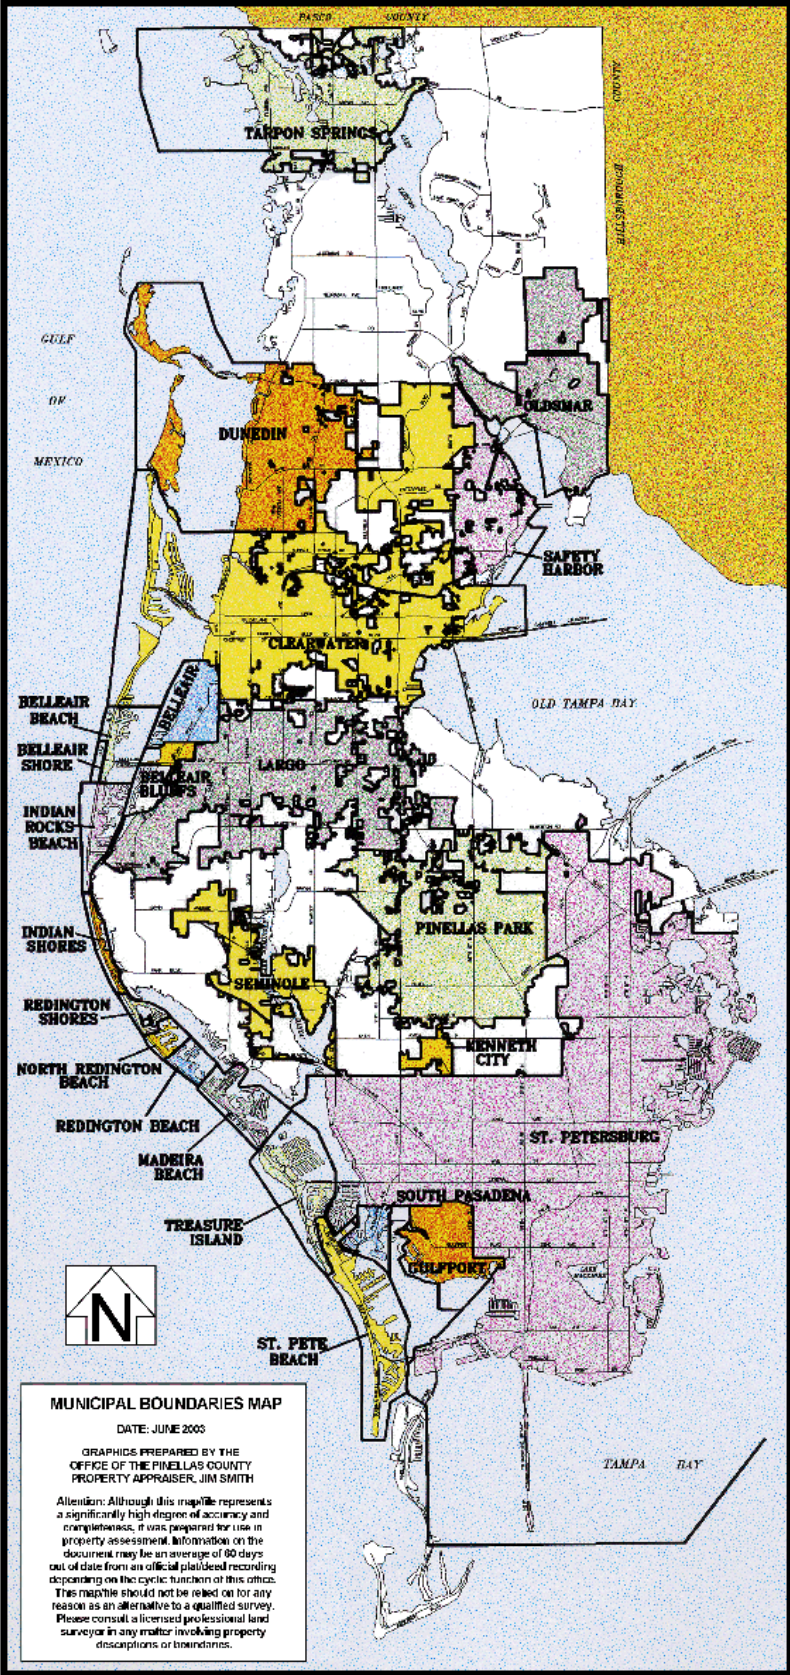 PASCO COUNTY
COUNTY
HILLSBOROUGH
TARPON SPRINGS
GULF
OF
MEXICO
OLDSMAR
DUNEDIN
SAFETY
HARBOR
CLEARWATER
BELLEAIR
BELLEAIR
BEACH
OLD TAMPA BAY
BELLEAIR
SHORE
LARGO
BELLEAIR
BLUFFS
INDIAN
ROCKS
BEACH
PINELLAS PARK
INDIAN
SHORES
SEMINOLE
REDINGTON
SHORES
KENNETH
CITY
NORTH REDINGTON
BEACH
REDINGTON BEACH
ST. PETERSBURG
MADEIRA
BEACH
SOUTH PASADENA
TREASURE
ISLAND
GULFPORT
N
ST. PETE
BEACH
TAMPA BAY
MUNICIPAL BOUNDARIES MAP
DATE: JUNE 2003
GRAPHICS PREPARED BY THE
OFFICE OF THE PINELLAS COUNTY
PROPERTY APPRAISER, JIM SMITH
Attention: Although this map/file represents
a significantly high degree of accuracy and
completeness, it was prepared for use in
property assessment. Information on the
document may be an average of 60 days
out of date from an official plat/deed recording
depending on the cyclic function of this office.
This map/file should not be relied on for any
reason as an alternative to a qualified survey.
Please consult a licensed professional land
surveyor in any matter involving property
descriptions or boundaries.